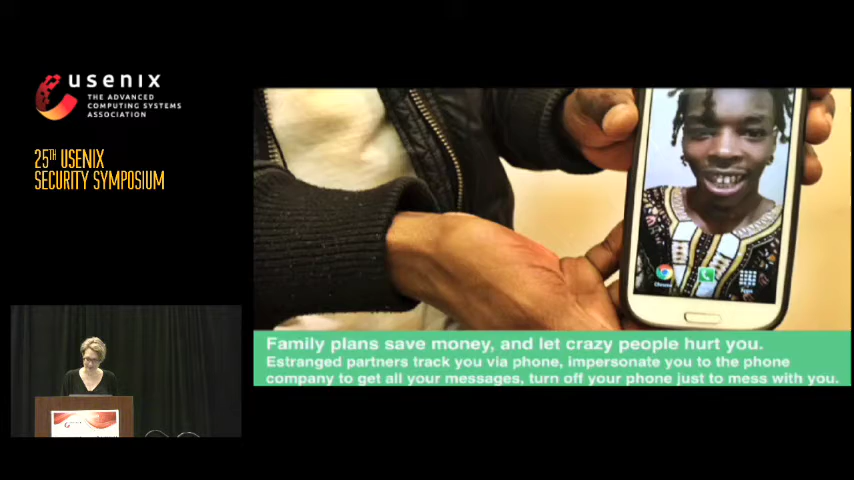 usenix
THE ADVANCED
COMPUTING SYSTEMS
ASSOCIATION
25TH USENIX
SECURITY SYMPOSIUM
Family plans save money, and let crazy people hurt you.
Estranged partners track you via phone, impersonate you to the phone
company to get all your messages, turn off your phone just to mess with you.